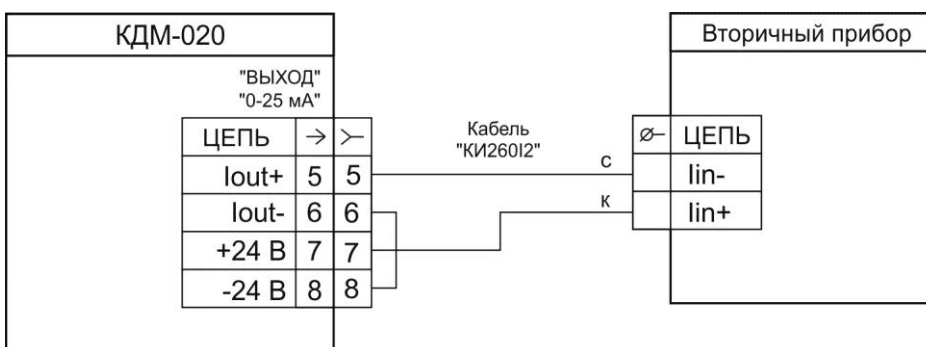 КДМ-020
Вторичный прибор
"ВЫХОД"
"0-25 мА"
Кабель
"КИ260I2"
ЦЕПЬ
Iout+ 5 5
Iout- 6 6
+24 В 7 7
-24 В 8 8
с
к
ЦЕПЬ
Iin-
Iin+